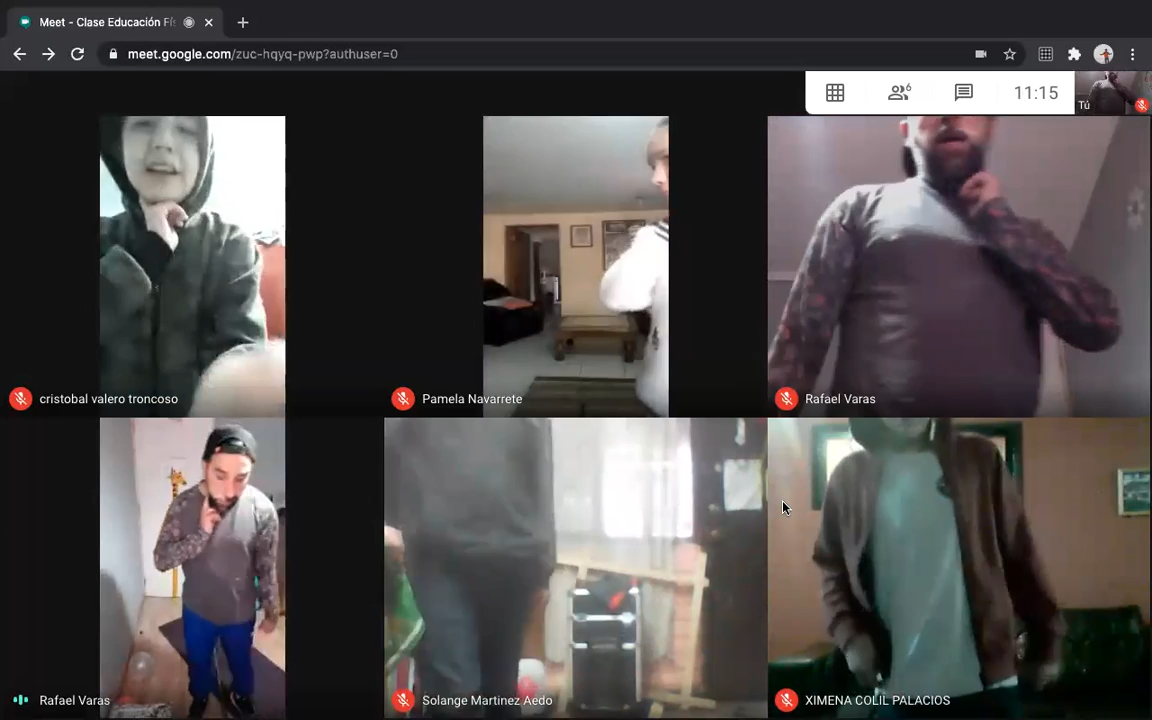 Meet - Clase Educación Fís
meet.google.com/zuc-hqyq-pwp?authuser=0
6
11:15
Tú
cristobal valero troncoso
Pamela Navarrete
Rafael Varas
Rafael Varas
Solange Martinez Aedo
XIMENA COLIL PALACIOS